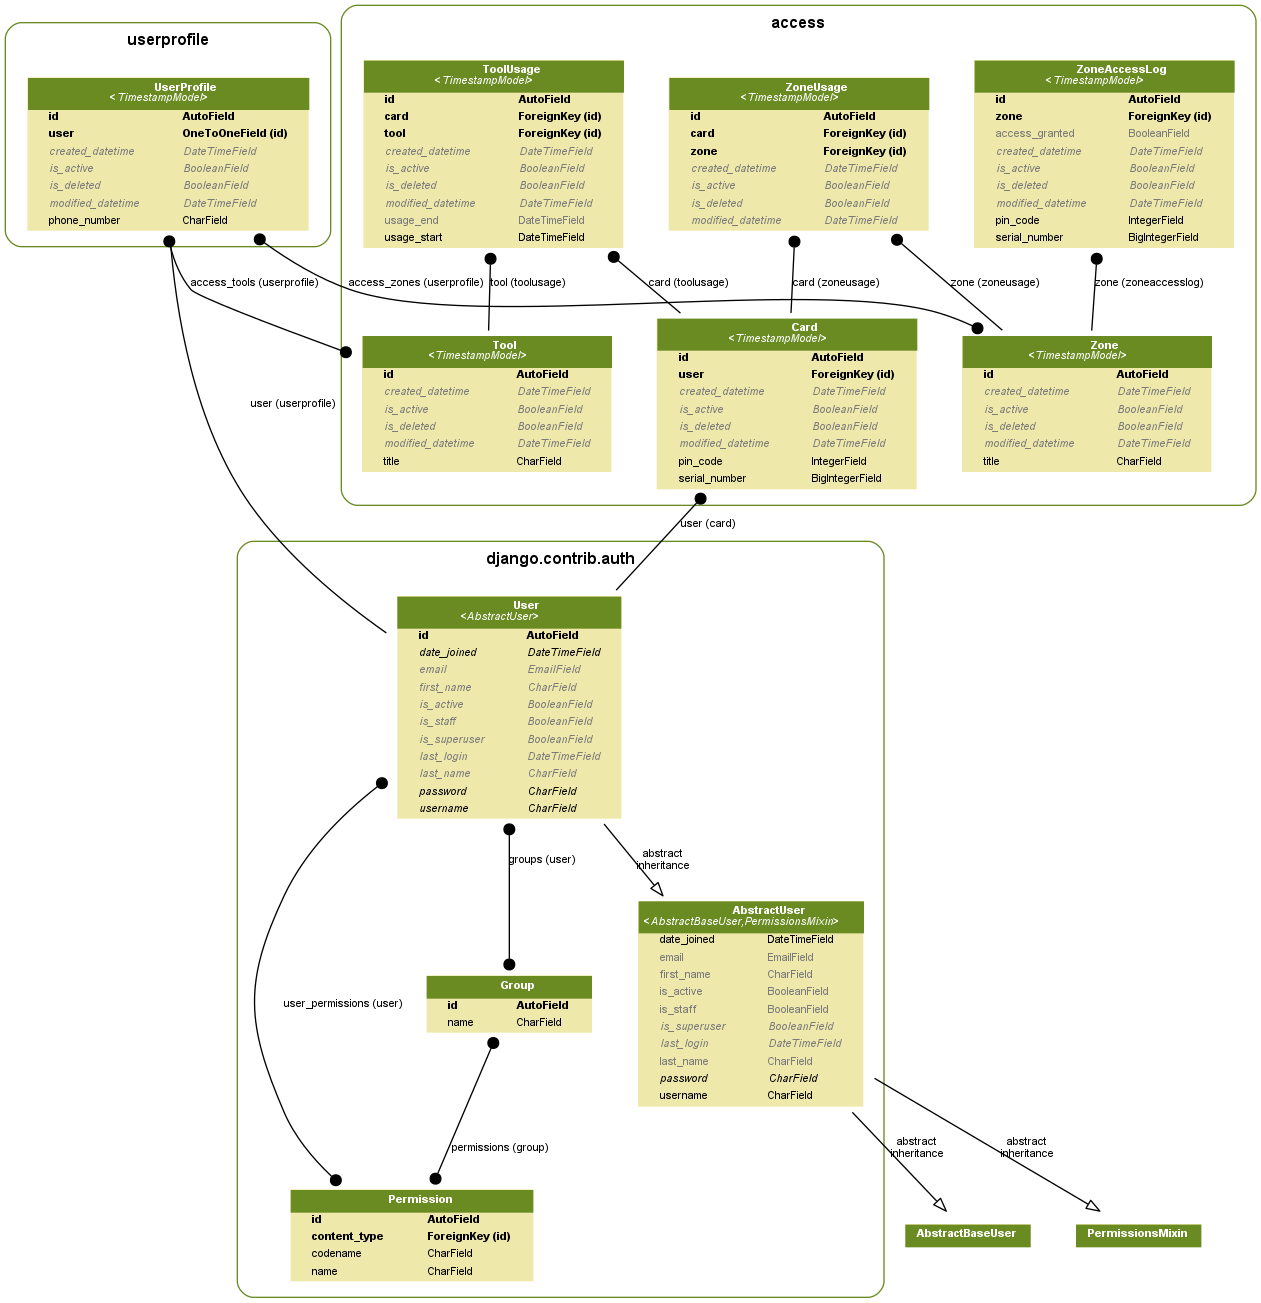 userprofile
UserProfile
<TimestampModel>
id AutoField
user OneToOneField (id)
created_datetime DateTimeField
is_active BooleanField
is_deleted BooleanField
modified_datetime DateTimeField
phone_number CharField
access
ToolUsage
<TimestampModel>
id AutoField
card ForeignKey (id)
tool ForeignKey (id)
created_datetime DateTimeField
is_active BooleanField
is_deleted BooleanField
modified_datetime DateTimeField
usage_end DateTimeField
usage_start DateTimeField
ZoneUsage
<TimestampModel>
id AutoField
card ForeignKey (id)
zone ForeignKey (id)
created_datetime DateTimeField
is_active BooleanField
is_deleted BooleanField
modified_datetime DateTimeField
ZoneAccessLog
<TimestampModel>
id AutoField
zone ForeignKey (id)
access_granted BooleanField
created_datetime DateTimeField
is_active BooleanField
is_deleted BooleanField
modified_datetime DateTimeField
pin_code IntegerField
serial_number BigIntegerField
access_tools (userprofile)
access_zones (userprofile)
tool (toolusage)
card (toolusage)
card (zoneusage)
zone (zoneusage)
zone (zoneaccesslog)
Tool
<TimestampModel>
id AutoField
created_datetime DateTimeField
is_active BooleanField
is_deleted BooleanField
modified_datetime DateTimeField
title CharField
Card
<TimestampModel>
id AutoField
user ForeignKey (id)
created_datetime DateTimeField
is_active BooleanField
is_deleted BooleanField
modified_datetime DateTimeField
pin_code IntegerField
serial_number BigIntegerField
Zone
<TimestampModel>
id AutoField
created_datetime DateTimeField
is_active BooleanField
is_deleted BooleanField
modified_datetime DateTimeField
title CharField
user (userprofile)
user (card)
django.contrib.auth
User
<AbstractUser>
id AutoField
date_joined DateTimeField
email EmailField
first_name CharField
is_active BooleanField
is_staff BooleanField
is_superuser BooleanField
last_login DateTimeField
last_name CharField
password CharField
username CharField
groups (user)
abstract
inheritance
AbstractUser
<AbstractBaseUser,PermissionsMixin>
date_joined DateTimeField
email EmailField
first_name CharField
is_active BooleanField
is_staff BooleanField
is_superuser BooleanField
last_login DateTimeField
last_name CharField
password CharField
username CharField
Group
id AutoField
name CharField
user_permissions (user)
permissions (group)
abstract
inheritance
abstract
inheritance
Permission
id AutoField
content_type ForeignKey (id)
codename CharField
name CharField
AbstractBaseUser
PermissionsMixin